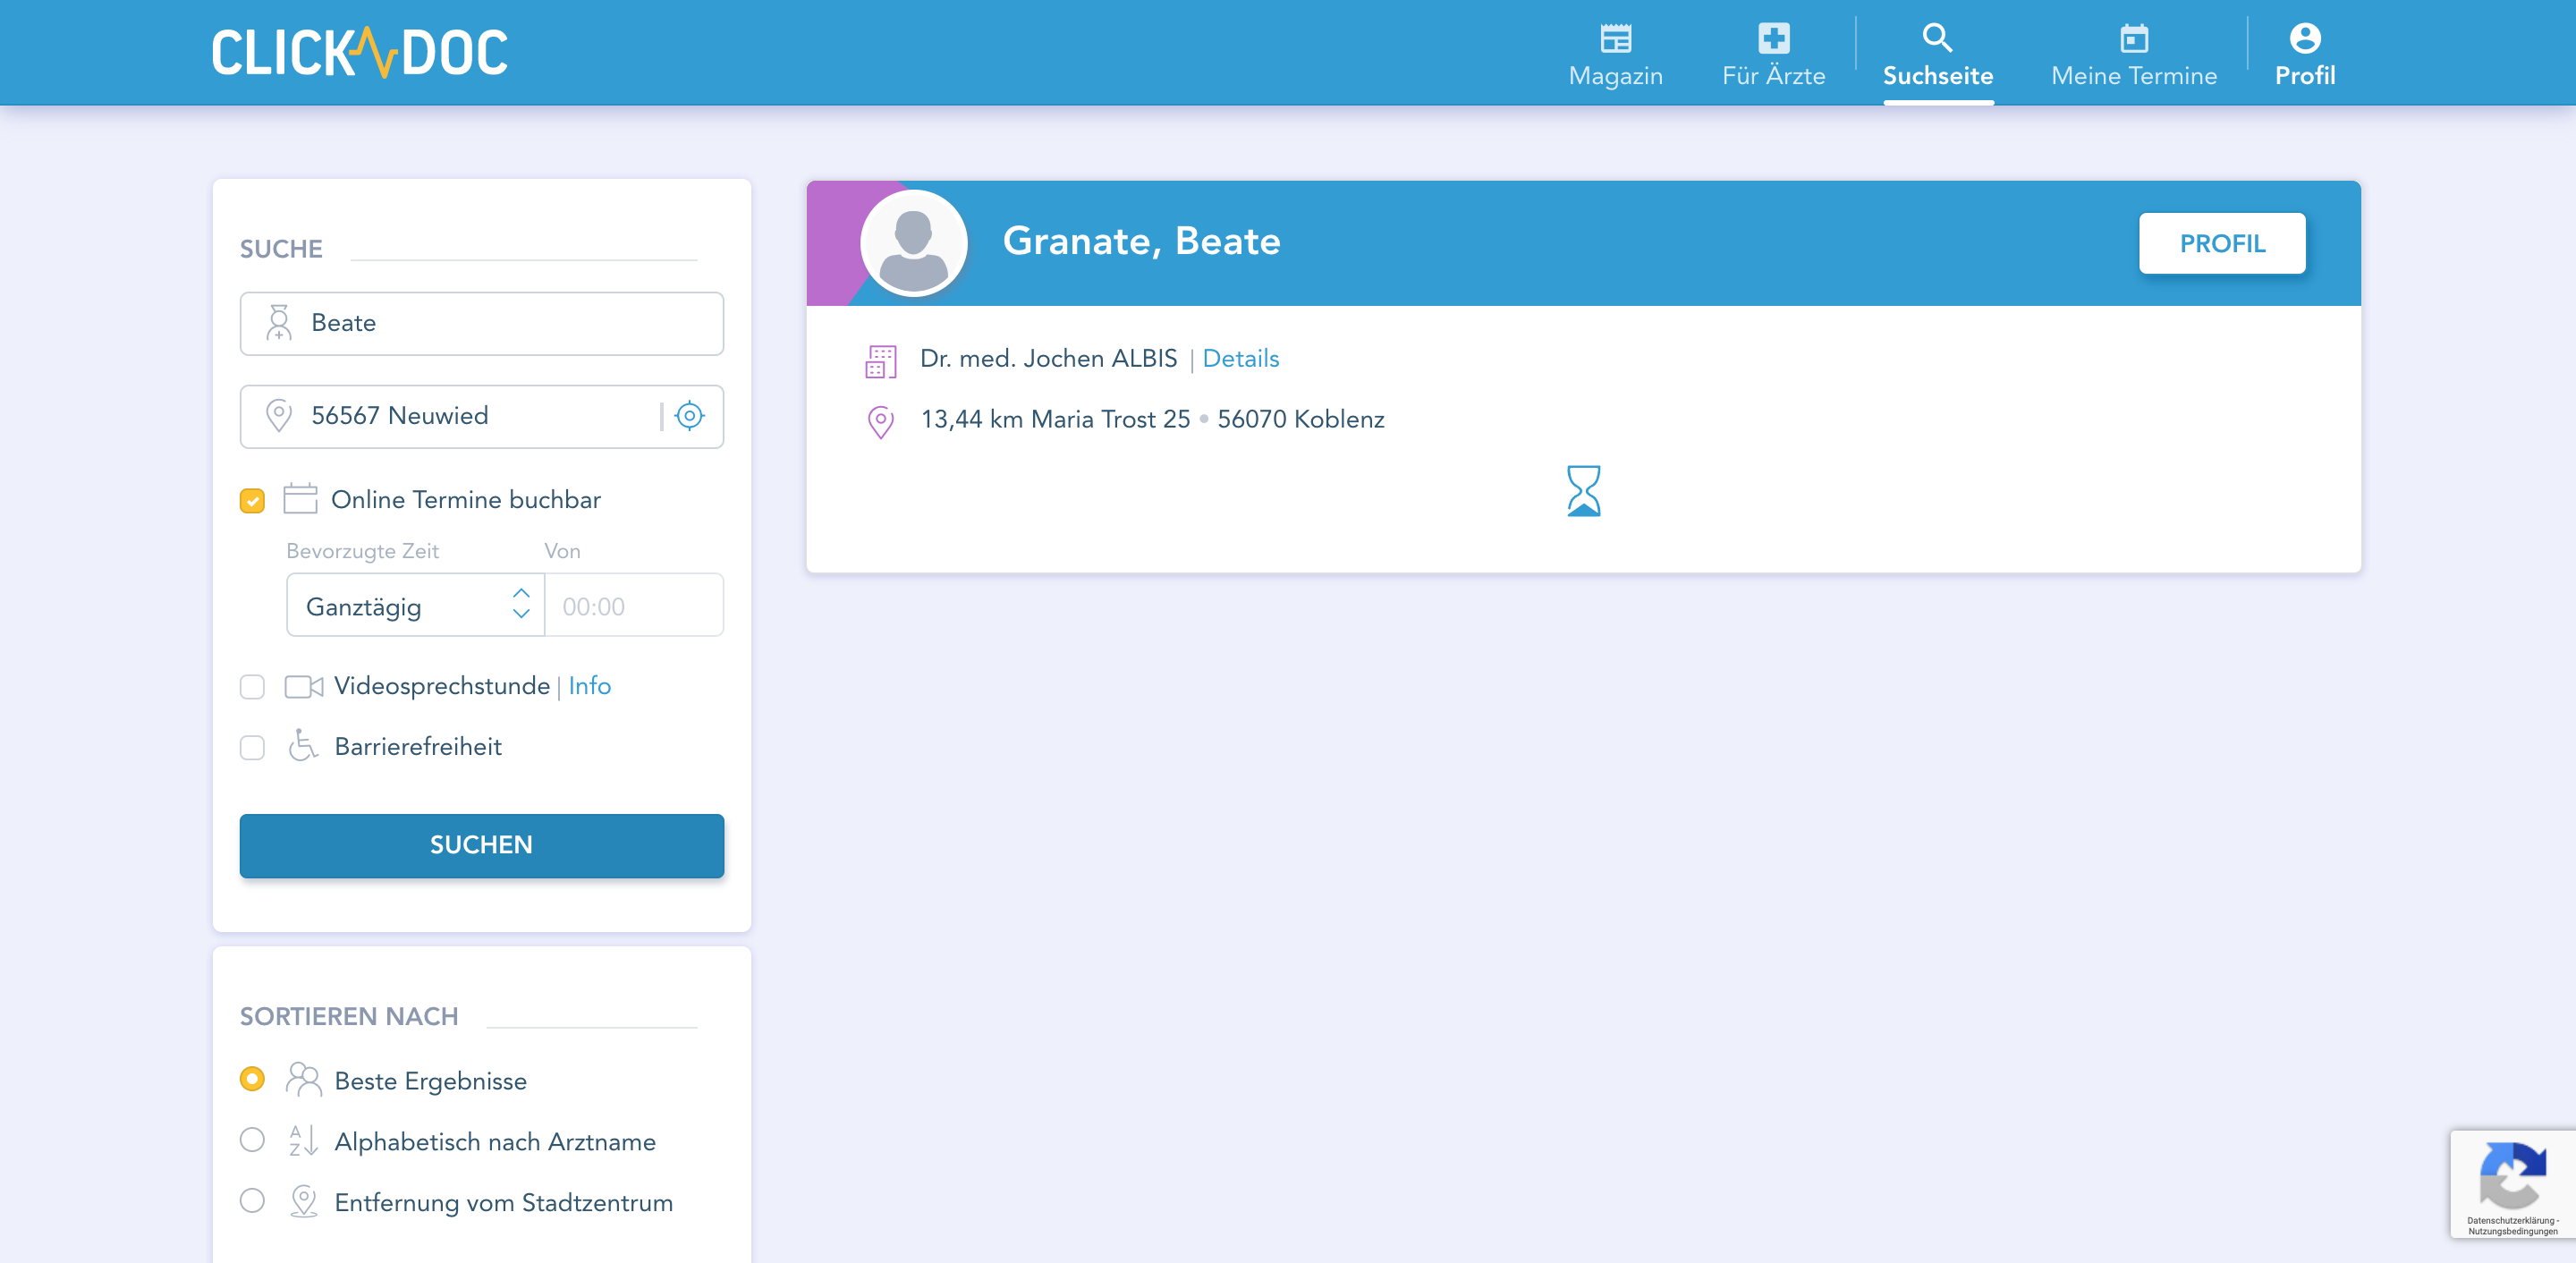 CLICKDOC
Magazin
Für Ärzte
Suchseite
Meine Termine
Profil
SUCHE
Beate
56567 Neuwied
Online Termine buchbar
Bevorzugte Zeit
Von
Ganztägig
00:00
Videosprechstunde | Info
Barrierefreiheit
SUCHEN
SORTIEREN NACH
Beste Ergebnisse
A
Z
Alphabetisch nach Arztname
Entfernung vom Stadtzentrum
Granate, Beate
PROFIL
Dr. med. Jochen ALBIS | Details
13,44 km Maria Trost 25 • 56070 Koblenz
Datenschutzerklärung -
Nutzungsbedingungen